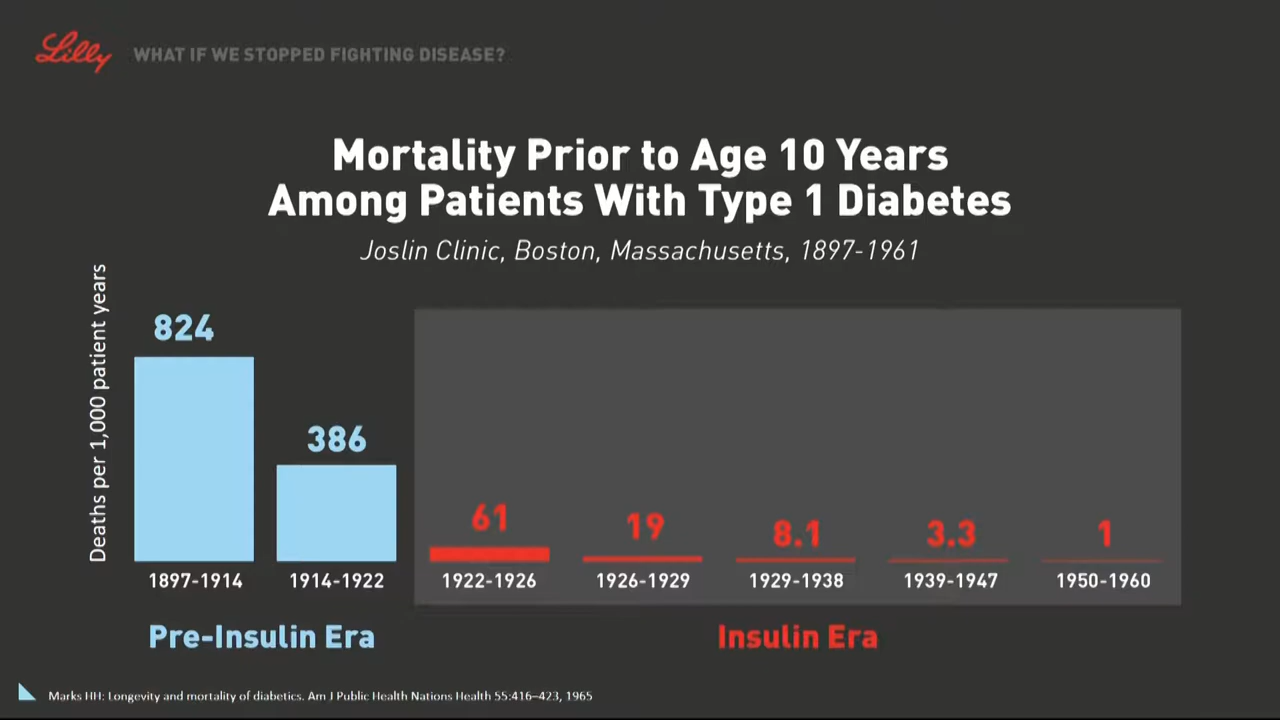 Lilly WHAT IF WE STOPPED FIGHTING DISEASE?
Mortality Prior to Age 10 Years
Among Patients With Type 1 Diabetes
Joslin Clinic, Boston, Massachusetts, 1897-1961
Deaths per 1,000 patient years
824
386
61
19
8.1
3.3
1
1897-1914
1914-1922
1922-1926
1926-1929
1929-1938
1939-1947
1950-1960
Pre-Insulin Era
Insulin Era
Marks HH: Longevity and mortality of diabetics. Am J Public Health Nations Health 55:416–423, 1965